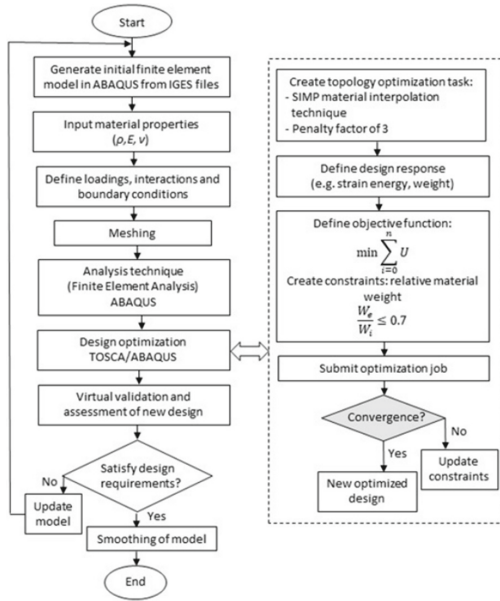 Start
Generate initial finite element
model in ABAQUS from IGES files
Input material properties
(ρ,E, ν)
Define loadings, interactions and
boundary conditions
Meshing
Analysis technique
(Finite Element Analysis)
ABAQUS
Design optimization
TOSCA/ABAQUS
Virtual validation and
assessment of new design
Satisfy design
requirements?
No
Update
model
Yes
Smoothing of model
End
Create topology optimization task:
- SIMP material interpolation
technique
- Penalty factor of 3
Define design response
(e.g. strain energy, weight)
Define objective function:
min ∑_{i=0}^{n} U
Create constraints: relative material
weight
W_e/W_i ≤ 0.7
Submit optimization job
Convergence?
No
Yes
Update
constraints
New optimized
design